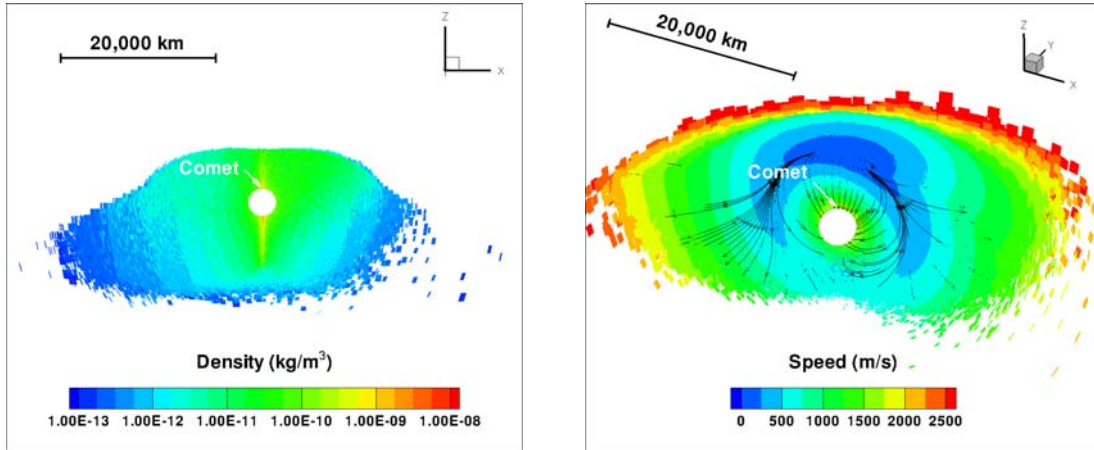 20,000 km
Z
X
Comet
Density (kg/m³)
1.00E-13 1.00E-12 1.00E-11 1.00E-10 1.00E-09 1.00E-08
20,000 km
Z
Y
X
Comet
Speed (m/s)
0 500 1000 1500 2000 2500